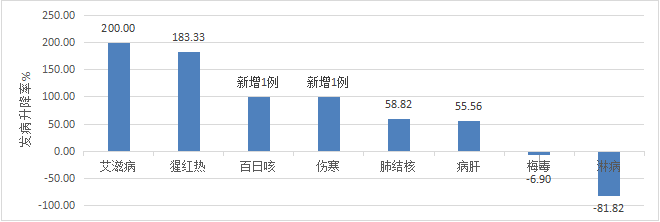 发病升降率%
250.00
200.00
150.00
100.00
50.00
0.00
-50.00
-100.00
200.00
183.33
新增1例
新增1例
58.82
55.56
-6.90
-81.82
艾滋病
猩红热
百日咳
伤寒
肺结核
病肝
梅毒
淋病